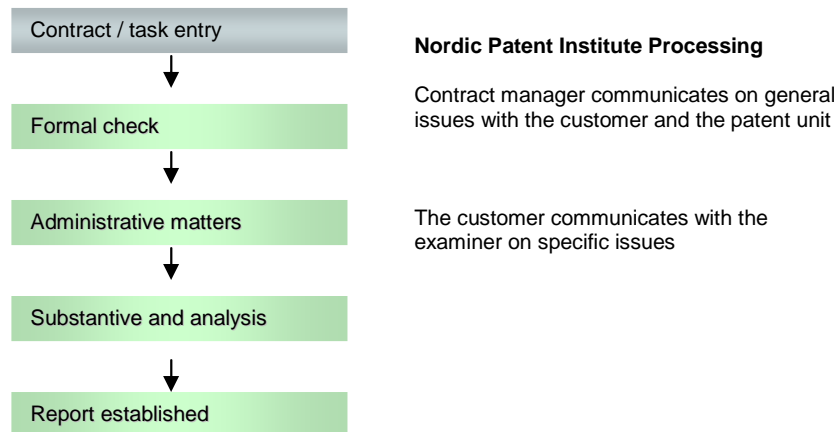 Contract / task entry
Formal check
Administrative matters
Substantive and analysis
Report established
Nordic Patent Institute Processing
Contract manager communicates on general
issues with the customer and the patent unit
The customer communicates with the
examiner on specific issues